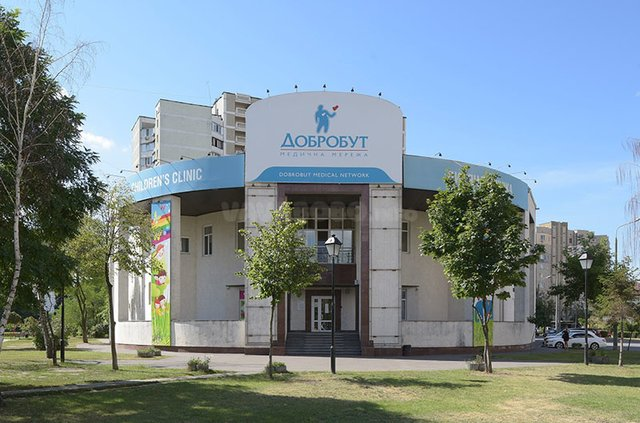 ДОБРОБУТ
МЕДИЧНА МЕРЕЖА
DOBROBUT MEDICAL NETWORK
CHILDREN'S CLINIC